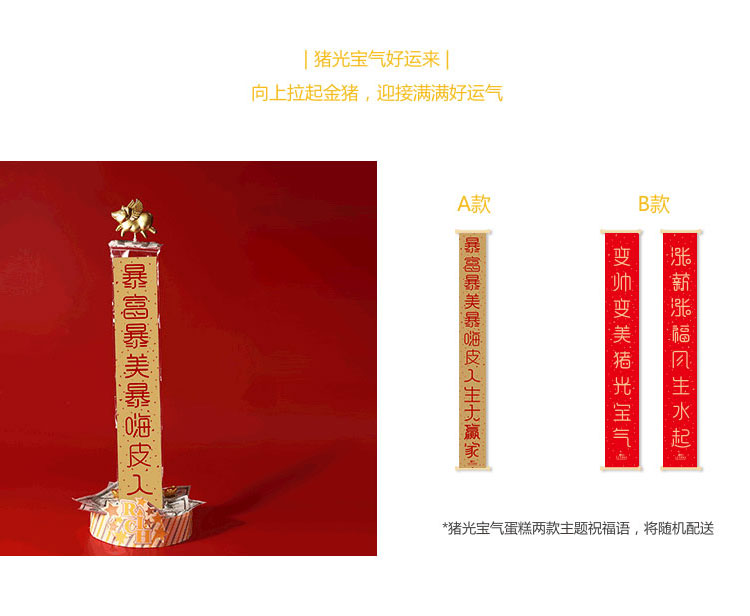 | 猪光宝气好运来 |
向上拉起金猪，迎接满满好运气
暴富暴美暴嗨皮人
RICH
A款
暴富暴美暴嗨皮人生大赢家
B款
变帅变美猪光宝气
涨薪涨福风生水起
*猪光宝气蛋糕两款主题祝福语，将随机配送